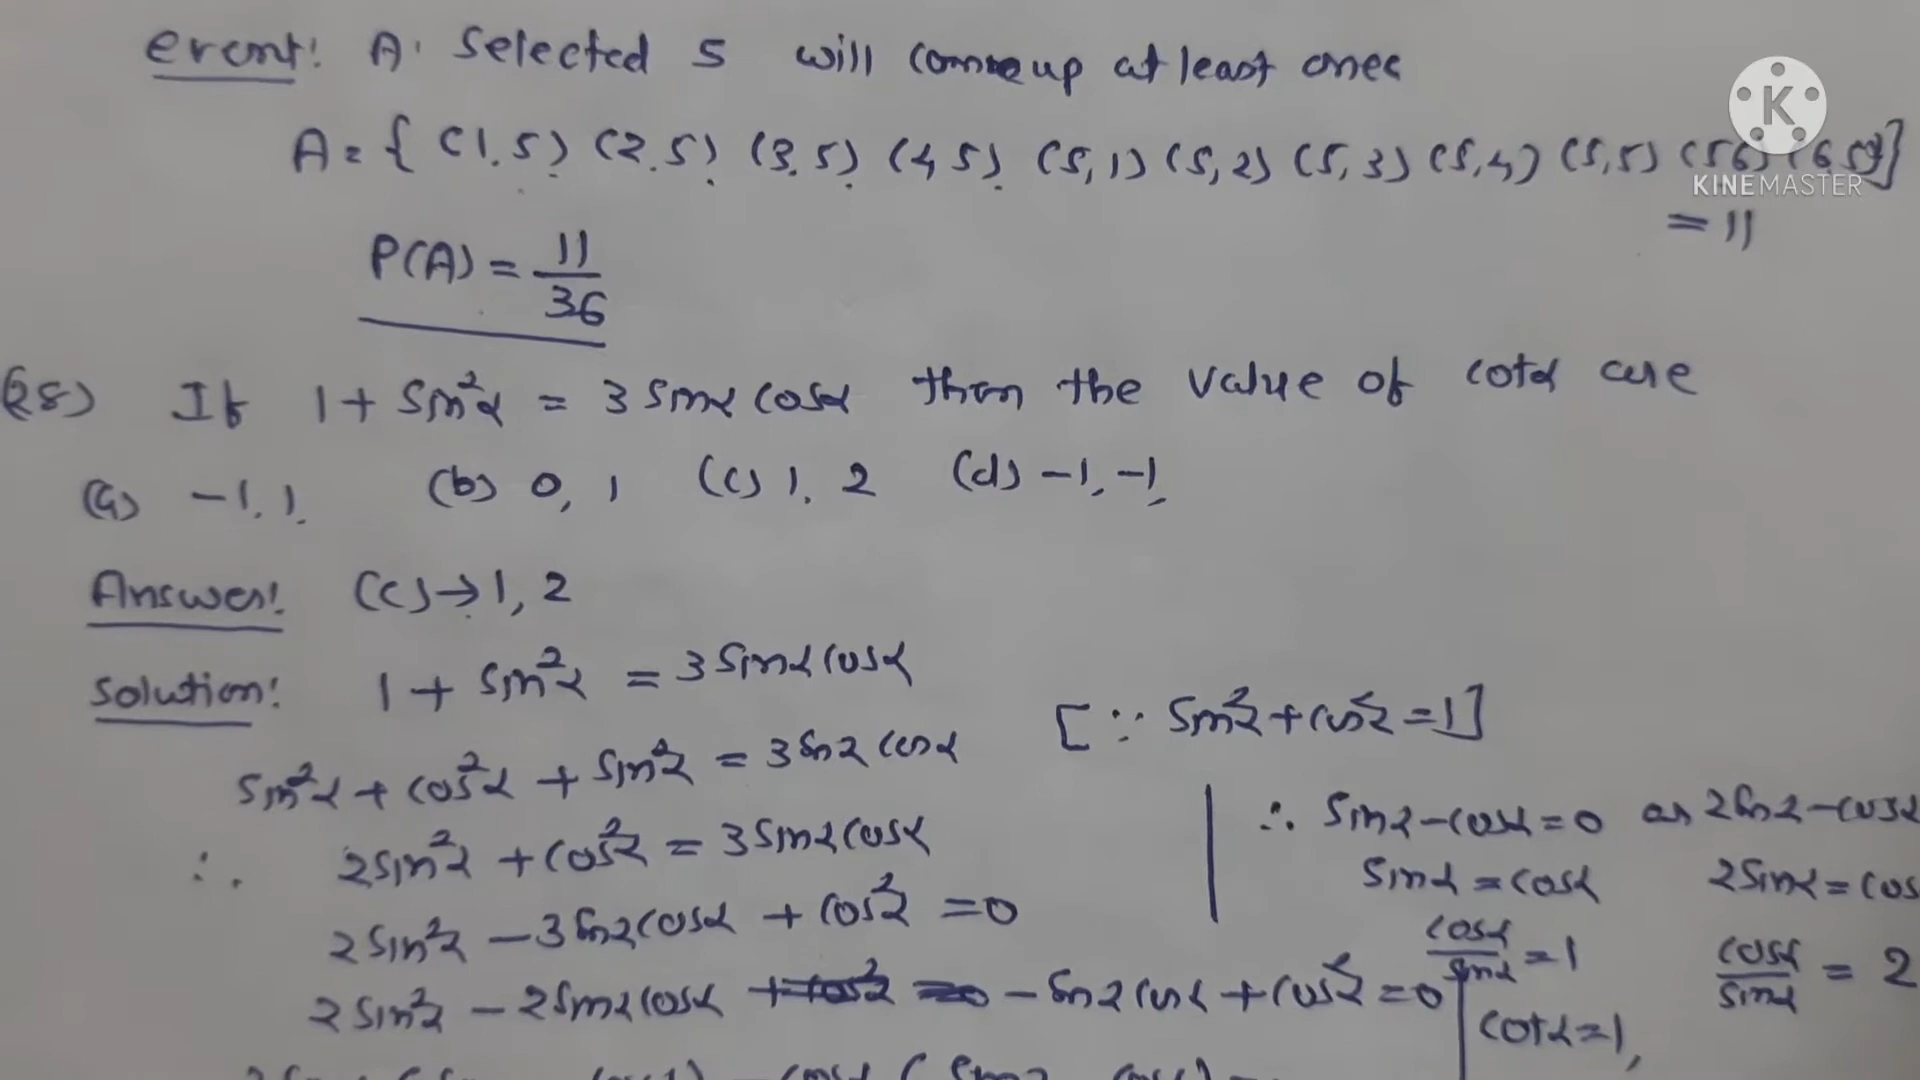 event: A: Selected 5 will come up at least ones
A = { (1,5) (2,5) (3,5) (4,5) (5,1) (5,2) (5,3) (5,4) (5,5) (5,6) (6,5)}
K
KINEMASTER
= 11
P(A) = 11/36
28) If 1 + sin²α = 3 sinα cosα then the value of cotα are
(a) -1, 1. (b) 0, 1 (c) 1, 2 (d) -1, -1
Answer: (c) → 1, 2
Solution: 1 + sin²α = 3 sinα cosα
[∵ sin²α + cos²α = 1]
sin²α + cos²α + sin²α = 3 sinα cosα
∴ 2sin²α + cos²α = 3 sinα cosα
2sin²α - 3 sinα cosα + cos²α = 0
2sin²α - 2sinα cosα - sinα cosα + cos²α = 0
∴ sinα - cosα = 0 or 2sinα - cosα
sinα = cosα 2sinα = cos
cosα/sinα = 1 cosα/sinα = 2
cotα = 1,